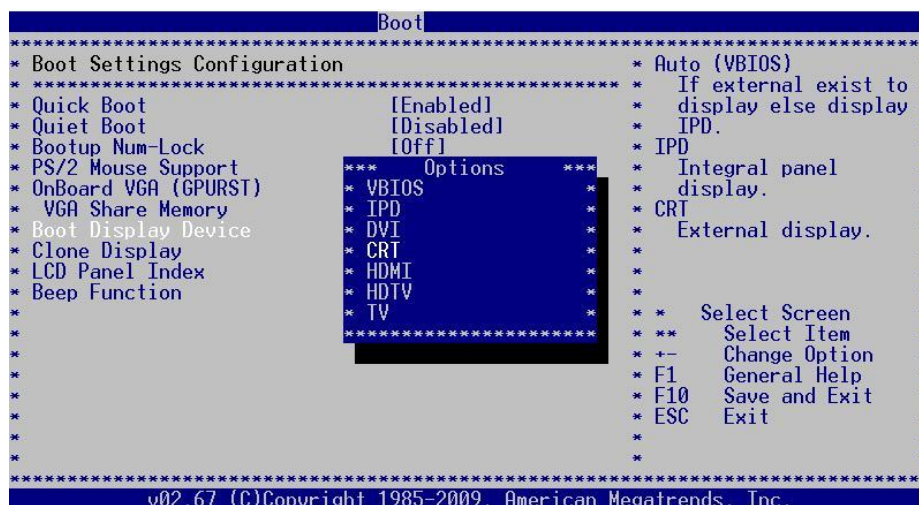 Boot
Boot Settings Configuration
Quick Boot [Enabled]
Quiet Boot [Disabled]
Bootup Num-Lock [Off]
PS/2 Mouse Support
OnBoard VGA (GPURST)
VGA Share Memory
Boot Display Device
Clone Display
LCD Panel Index
Beep Function
*** Options ***
* VBIOS *
* IPD *
* DVI *
* CRT *
* HDMI *
* HDTV *
* TV *
Auto (VBIOS)
If external exist to
display else display
IPD.
IPD
Integral panel
display.
CRT
External display.
* Select Screen
** Select Item
+- Change Option
F1 General Help
F10 Save and Exit
ESC Exit
v02.67 (C)Copyright 1985-2009, American Megatrends, Inc.